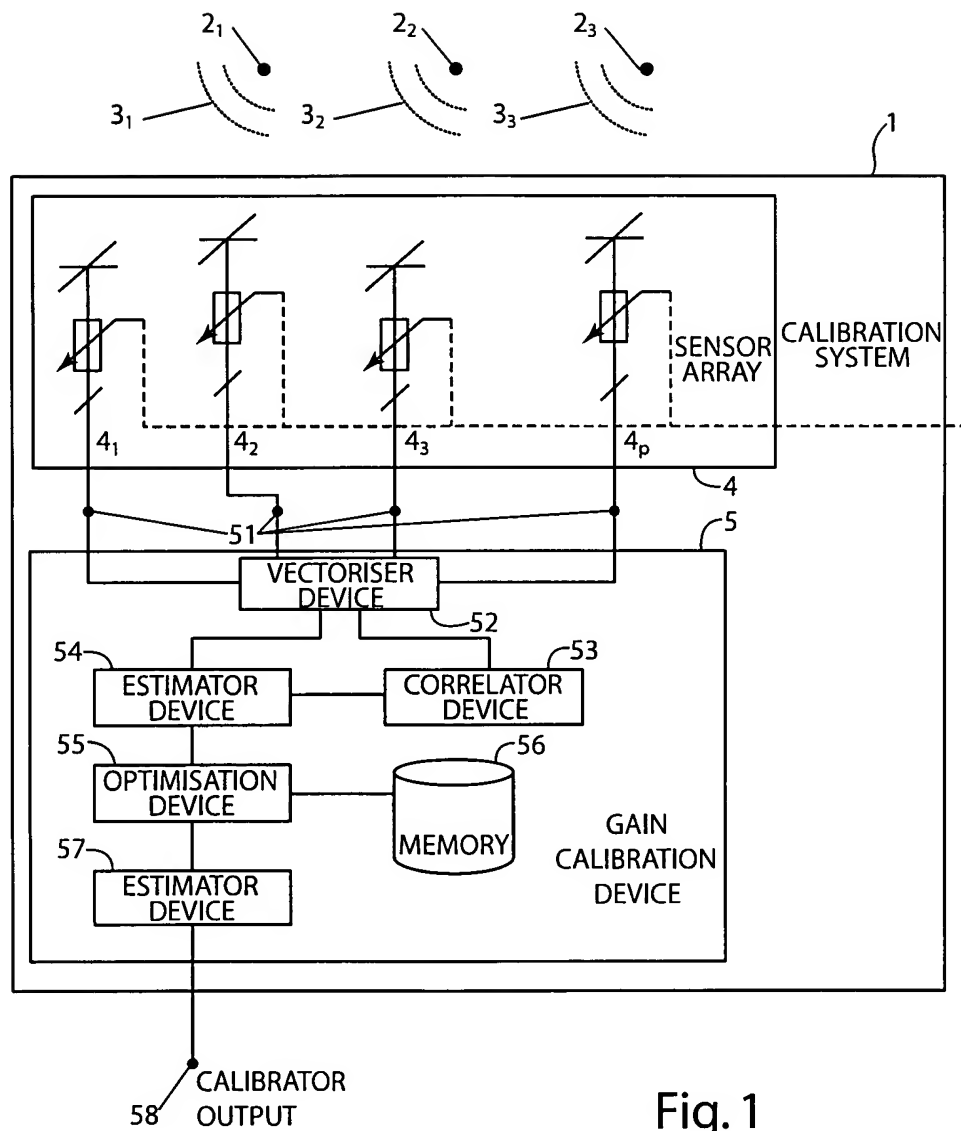 2₁ 2₂ 2₃
3₁ 3₂ 3₃
1
SENSOR
ARRAY
CALIBRATION
SYSTEM
4₁ 4₂ 4₃ 4ₚ
4
51
5
VECTORISER
DEVICE
52
54
ESTIMATOR
DEVICE
53
CORRELATOR
DEVICE
55
OPTIMISATION
DEVICE
56
MEMORY
GAIN
CALIBRATION
DEVICE
57
ESTIMATOR
DEVICE
58
CALIBRATOR
OUTPUT
Fig. 1